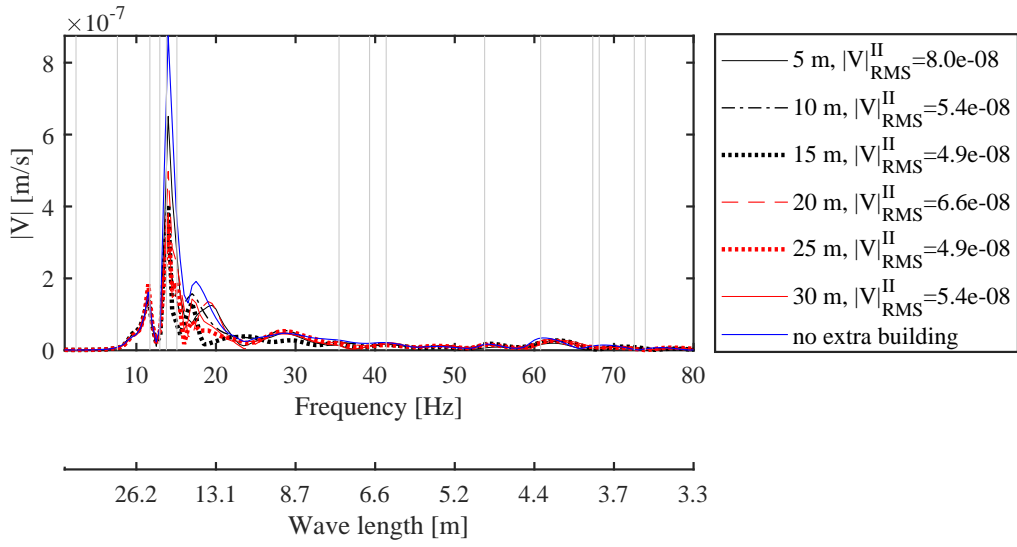 ×10⁻⁷
8
6
4
2
0
|V| [m/s]
10 20 30 40 50 60 70 80
Frequency [Hz]
26.2 13.1 8.7 6.6 5.2 4.4 3.7 3.3
Wave length [m]
5 m, |V|ᴵᴵ_RMS=8.0e-08
10 m, |V|ᴵᴵ_RMS=5.4e-08
15 m, |V|ᴵᴵ_RMS=4.9e-08
20 m, |V|ᴵᴵ_RMS=6.6e-08
25 m, |V|ᴵᴵ_RMS=4.9e-08
30 m, |V|ᴵᴵ_RMS=5.4e-08
no extra building